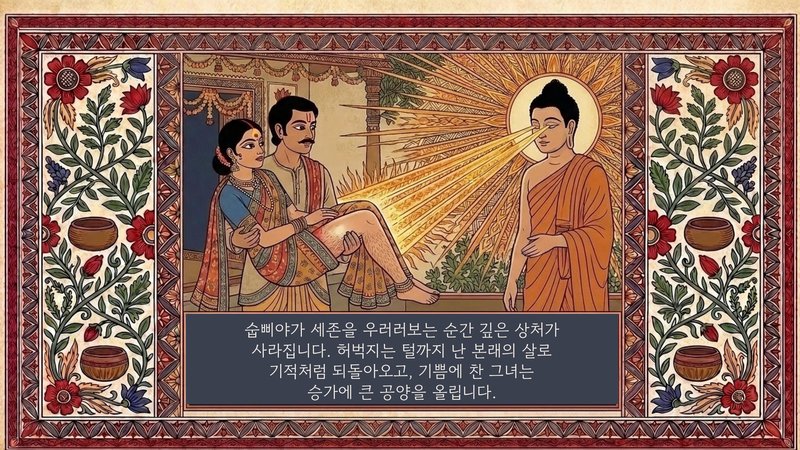 숩삐야가 세존을 우러러보는 순간 깊은 상처가
사라집니다. 허벅지는 털까지 난 본래의 살로
기적처럼 되돌아오고, 기쁨에 찬 그녀는
승가에 큰 공양을 올립니다.